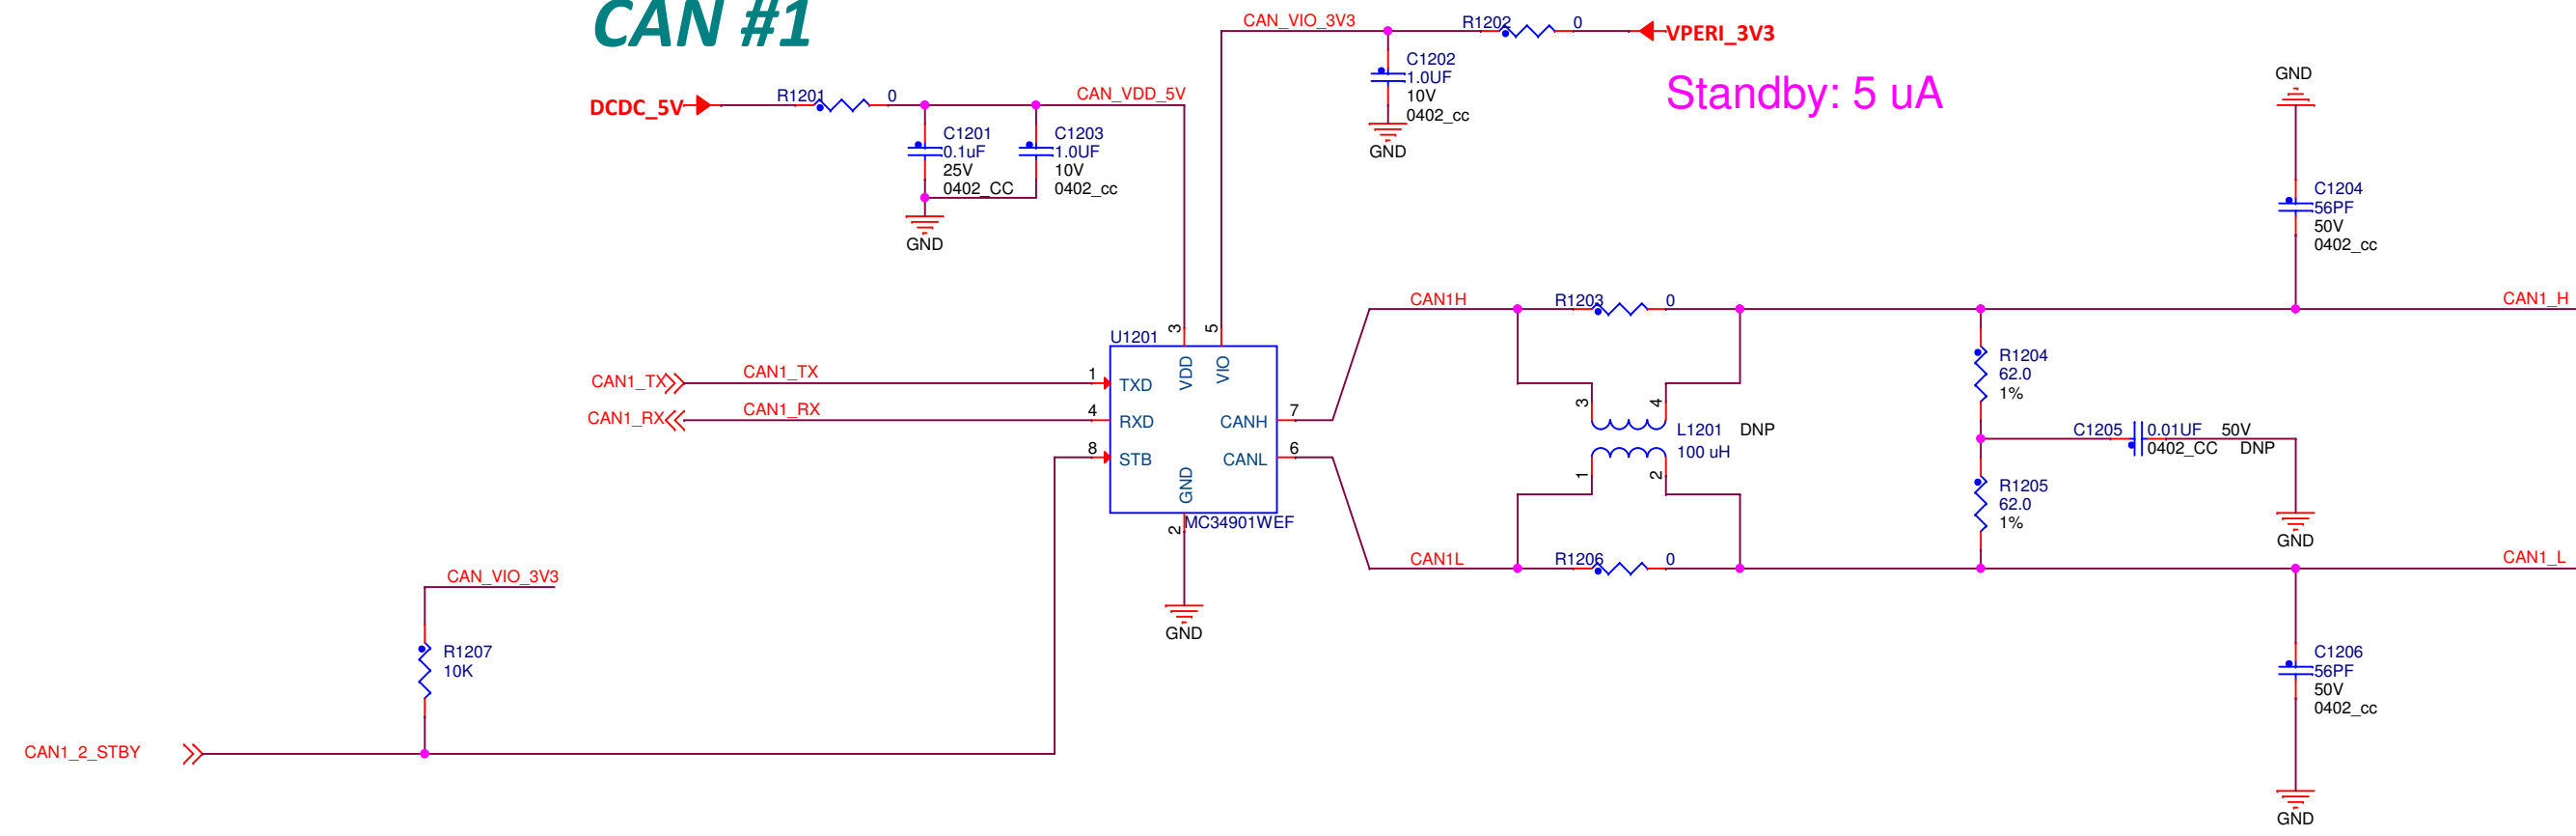 CAN #1
CAN_VIO_3V3
R1202
0
VPERI_3V3
C1202
1.0UF
10V
0402_cc
GND
Standby: 5 uA
DCDC_5V
R1201
0
CAN_VDD_5V
C1201
0.1uF
25V
0402_CC
C1203
1.0UF
10V
0402_cc
GND
GND
C1204
56PF
50V
0402_cc
CAN1H
R1203
0
CAN1_H
U1201
3
5
VDD
VIO
CAN1_TX
CAN1_TX
1
TXD
CAN1_RX
CAN1_RX
4
RXD
8
STB
GND
2
CANH
7
CANL
6
MC34901WEF
GND
3
4
L1201
DNP
100 uH
1
2
R1204
62.0
1%
C1205
0.01UF
50V
0402_CC
DNP
GND
R1205
62.0
1%
CAN1L
R1206
0
CAN1_L
CAN_VIO_3V3
R1207
10K
CAN1_2_STBY
C1206
56PF
50V
0402_cc
GND